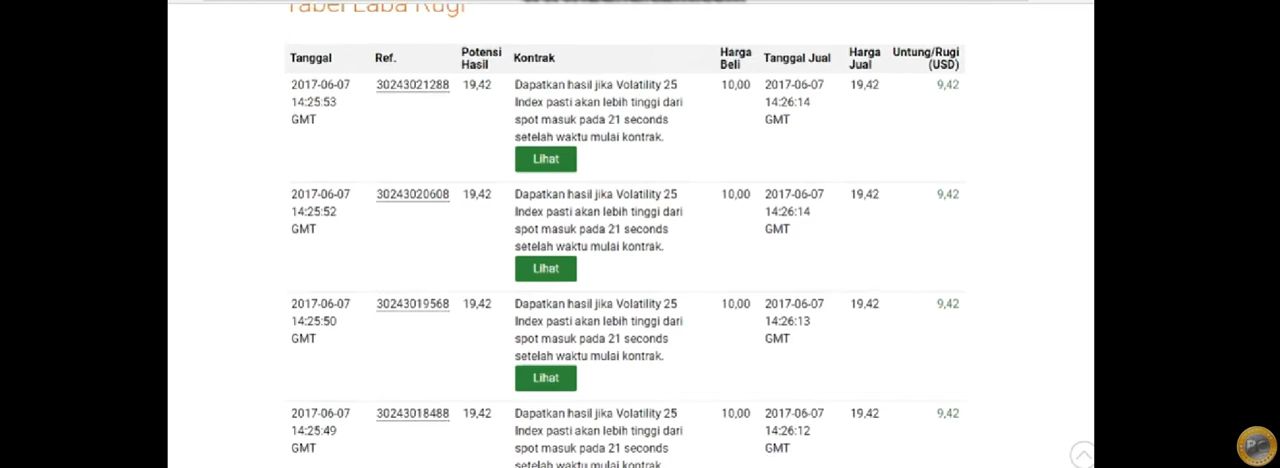 Tabel Laba Rugi
Tanggal Ref. Potensi Hasil Kontrak Harga Beli Tanggal Jual Harga Jual Untung/Rugi (USD)
2017-06-07 30243021288 19,42 Dapatkan hasil jika Volatility 25 10,00 2017-06-07 19,42 9,42
14:25:53 Index pasti akan lebih tinggi dari 14:26:14
GMT spot masuk pada 21 seconds GMT
setelah waktu mulai kontrak.
Lihat
2017-06-07 30243020608 19,42 Dapatkan hasil jika Volatility 25 10,00 2017-06-07 19,42 9,42
14:25:52 Index pasti akan lebih tinggi dari 14:26:14
GMT spot masuk pada 21 seconds GMT
setelah waktu mulai kontrak.
Lihat
2017-06-07 30243019568 19,42 Dapatkan hasil jika Volatility 25 10,00 2017-06-07 19,42 9,42
14:25:50 Index pasti akan lebih tinggi dari 14:26:13
GMT spot masuk pada 21 seconds GMT
setelah waktu mulai kontrak.
Lihat
2017-06-07 30243018488 19,42 Dapatkan hasil jika Volatility 25 10,00 2017-06-07 19,42 9,42
14:25:49 Index pasti akan lebih tinggi dari 14:26:12
GMT spot masuk pada 21 seconds GMT
setelah waktu mulai kontrak.